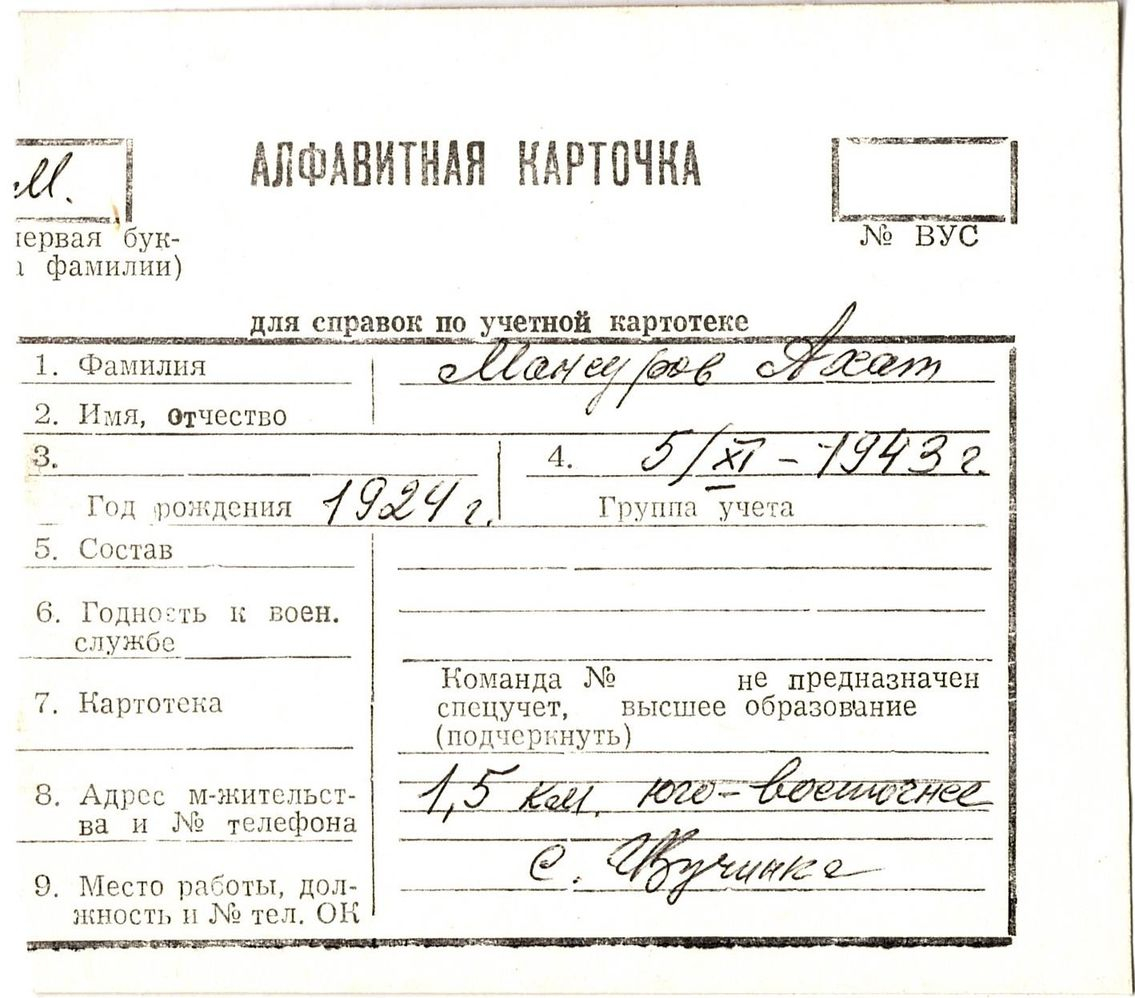 АЛФАВИТНАЯ КАРТОЧКА
М.
№ ВУС
первая бук-
а фамилии)
для справок по учетной картотеке
1. Фамилия Мансуров Ахат
2. Имя, отчество
3. 4. 5/XI – 1943 г.
Год рождения 1924 г. Группа учета
5. Состав
6. Годность к воен.
службе
7. Картотека
Команда № не предназначен
спецучет, высшее образование
(подчеркнуть)
8. Адрес м-жительст-
ва и № телефона
1,5 км. юго-восточнее
с.
9. Место работы, дол-
жность и № тел. ОК